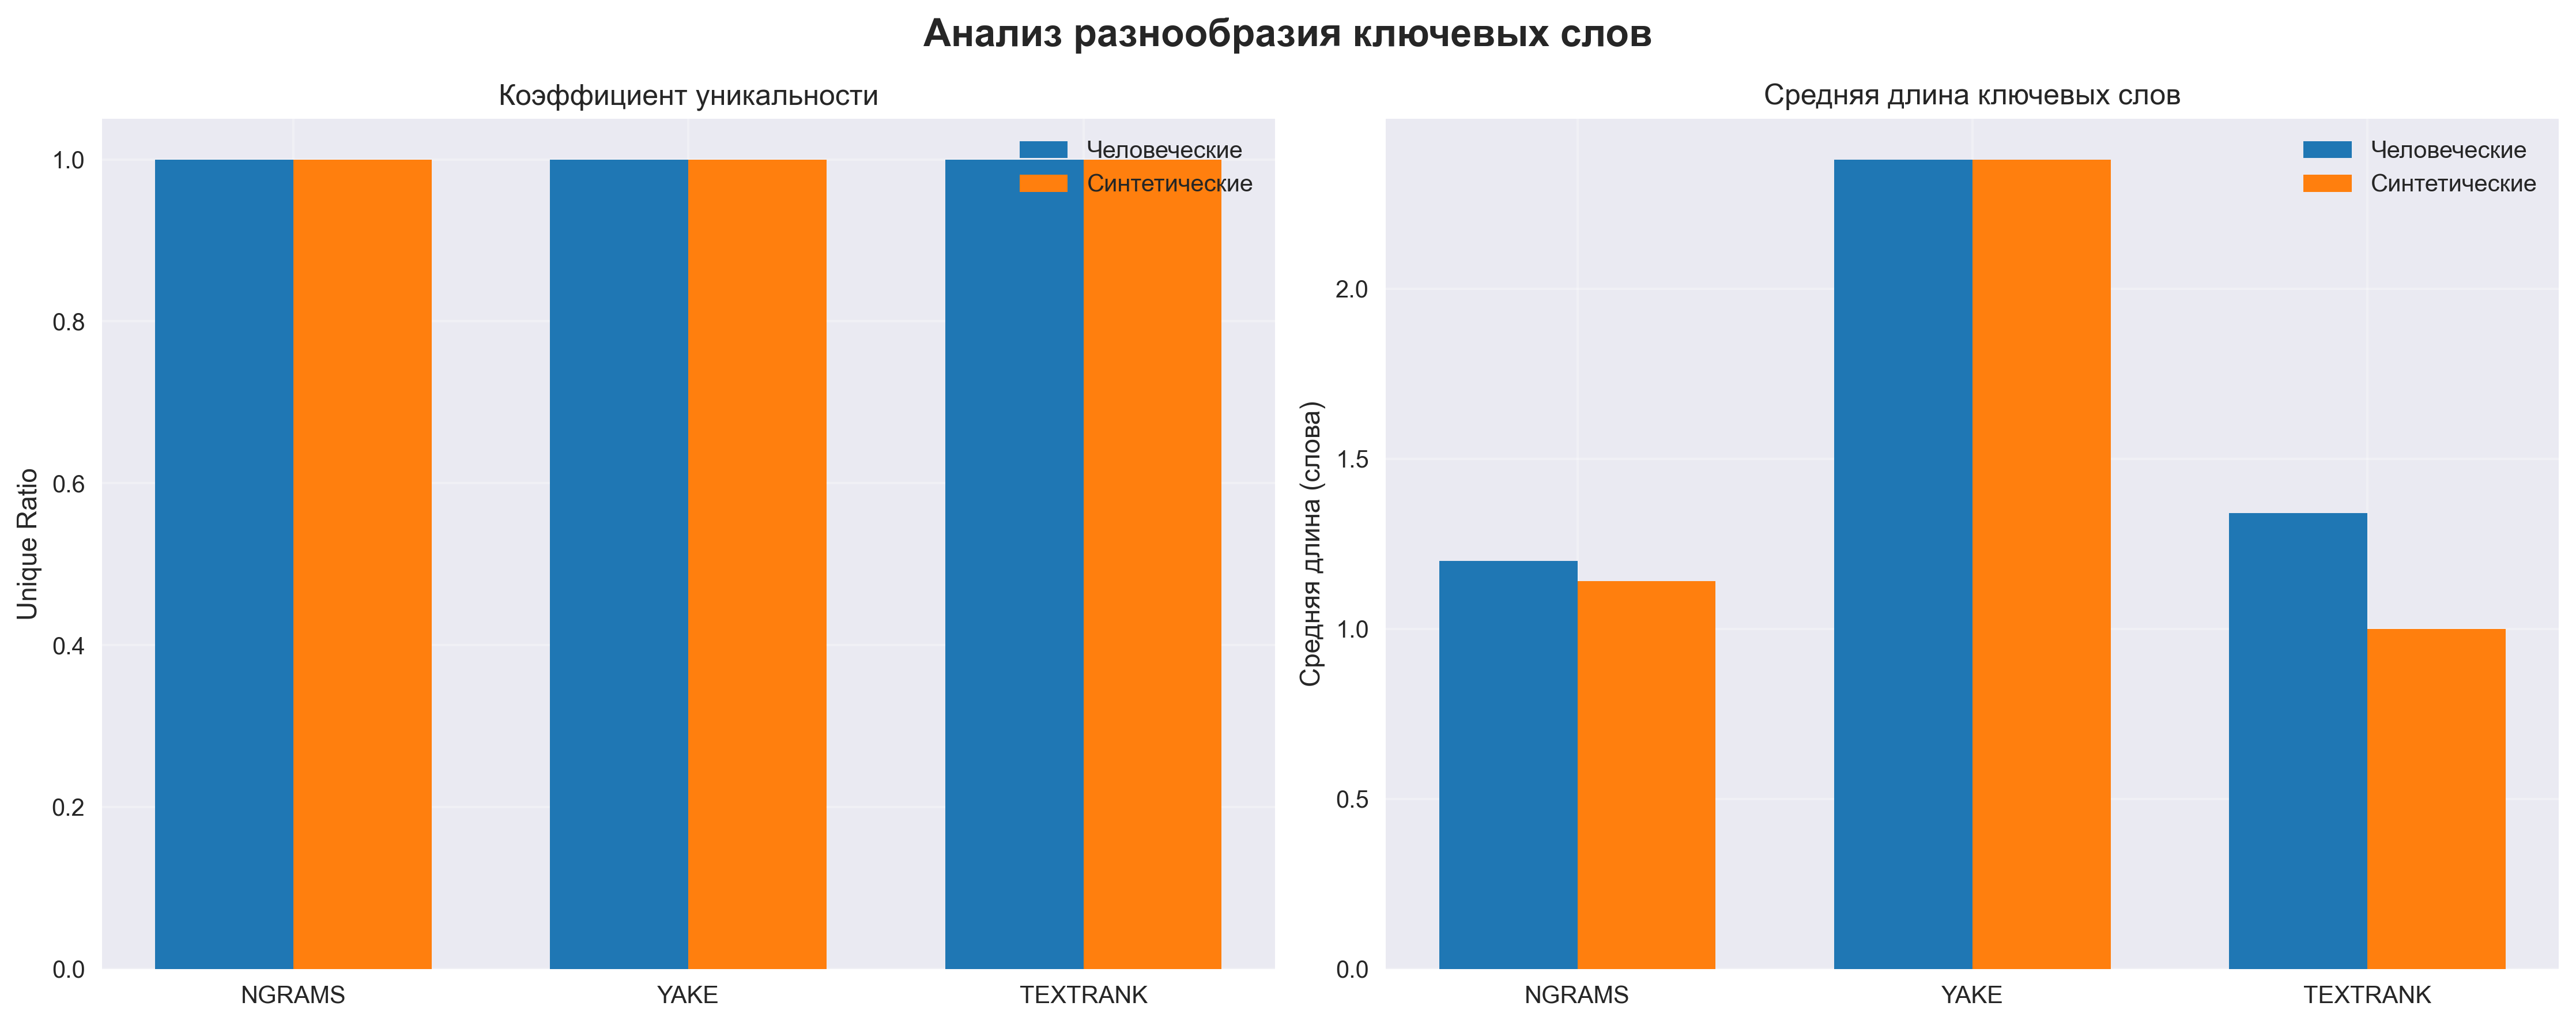 Анализ разнообразия ключевых слов
Коэффициент уникальности
Unique Ratio
1.0
0.8
0.6
0.4
0.2
0.0
NGRAMS
YAKE
TEXTRANK
Человеческие
Синтетические
Средняя длина ключевых слов
Средняя длина (слова)
2.0
1.5
1.0
0.5
0.0
NGRAMS
YAKE
TEXTRANK
Человеческие
Синтетические